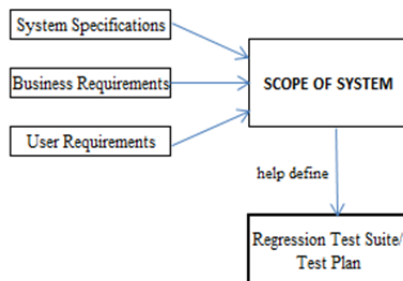 System Specifications
Business Requirements
SCOPE OF SYSTEM
User Requirements
help define
Regression Test Suite/
Test Plan